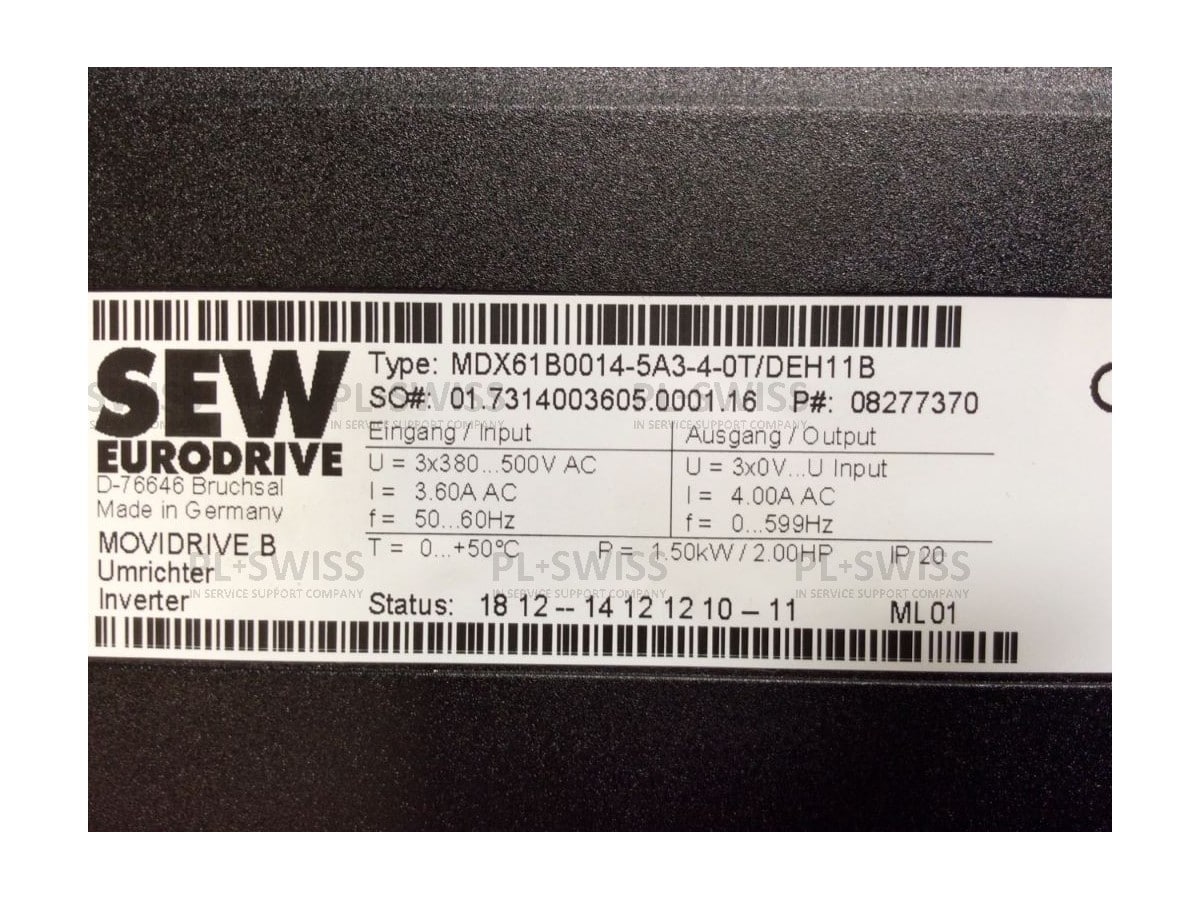 SEW
EURODRIVE
D-76646 Bruchsal
Made in Germany
MOVIDRIVE B
Umrichter
Inverter
Type: MDX61B0014-5A3-4-0T/DEH11B
SO#: 01.7314003605.0001.16 P#: 08277370
Eingang / Input
U = 3x380...500V AC
I = 3.60A AC
f = 50...60Hz
Ausgang / Output
U = 3x0V...U Input
I = 4.00A AC
f = 0...599Hz
T = 0...+50°C P = 1.50kW / 2.00HP IP 20
Status: 18 12 -- 14 12 12 10 – 11 ML 01
PL+SWISS
IN SERVICE SUPPORT COMPANY
PL+SWISS
IN SERVICE SUPPORT COMPANY
PL+SWISS
IN SERVICE SUPPORT COMPANY
PL+SWISS
IN SERVICE SUPPORT COMPANY
PL+SWISS
IN SERVICE SUPPORT COMPANY